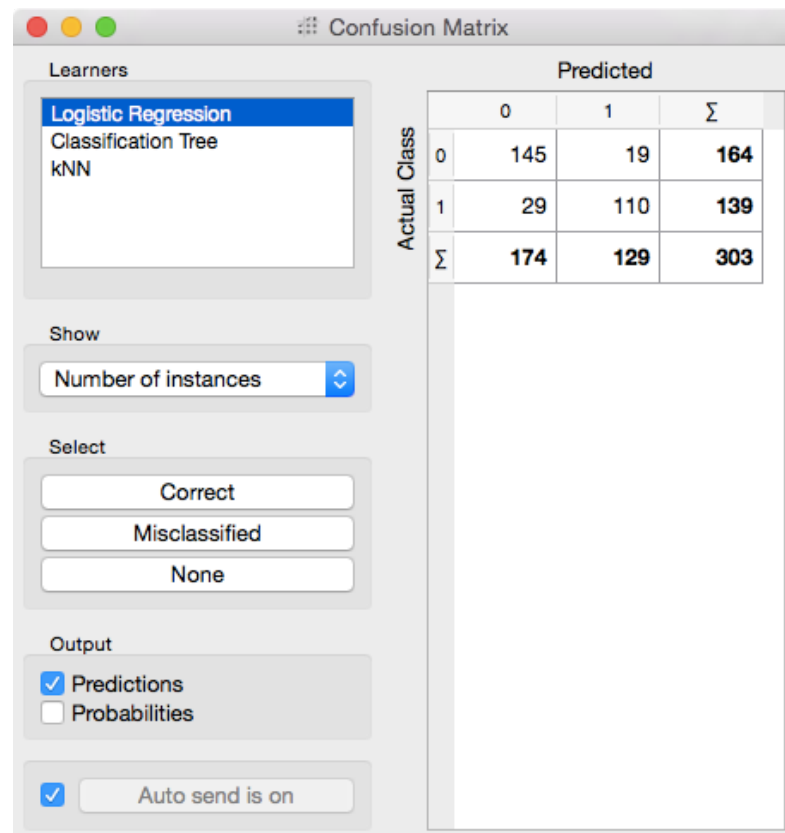 Confusion Matrix
Learners
Logistic Regression
Classification Tree
kNN
Show
Number of instances
Select
Correct
Misclassified
None
Output
Predictions
Probabilities
Auto send is on
Predicted
Actual Class
0 1 Σ
0 145 19 164
1 29 110 139
Σ 174 129 303